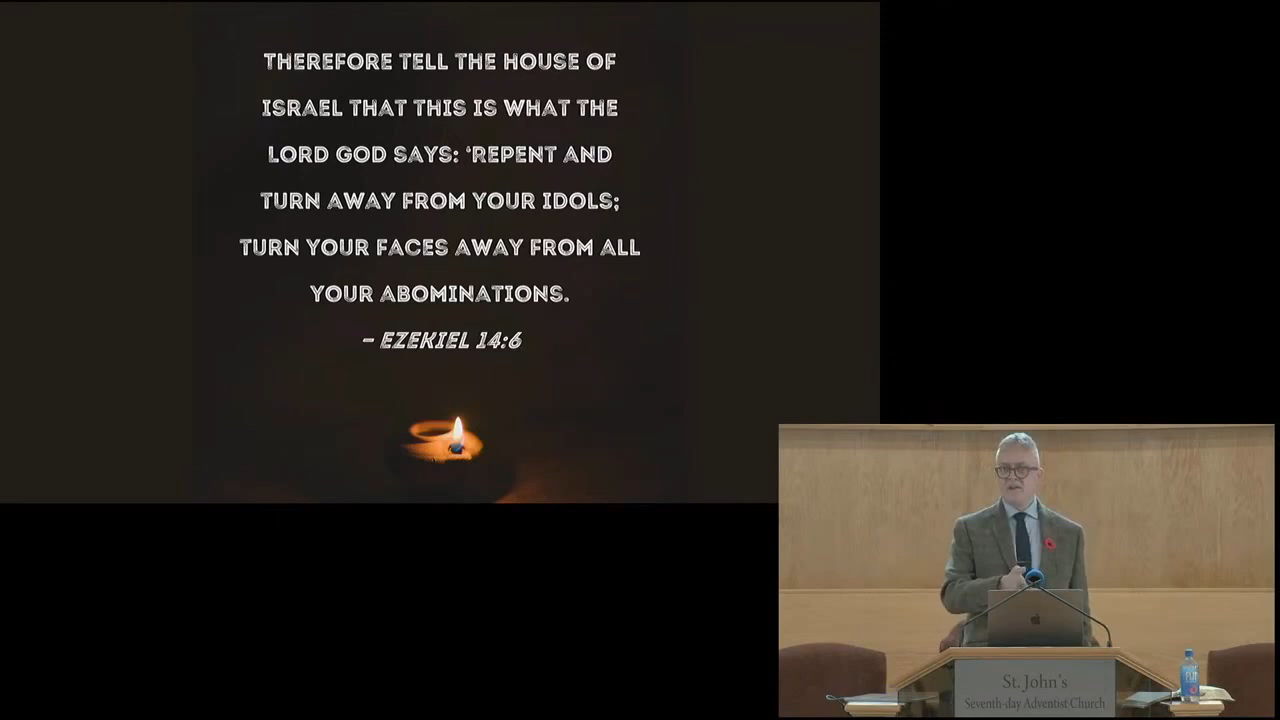 THEREFORE TELL THE HOUSE OF
ISRAEL THAT THIS IS WHAT THE
LORD GOD SAYS: ‘REPENT AND
TURN AWAY FROM YOUR IDOLS;
TURN YOUR FACES AWAY FROM ALL
YOUR ABOMINATIONS.
– EZEKIEL 14:6
St. John's
Seventh-day Adventist Church